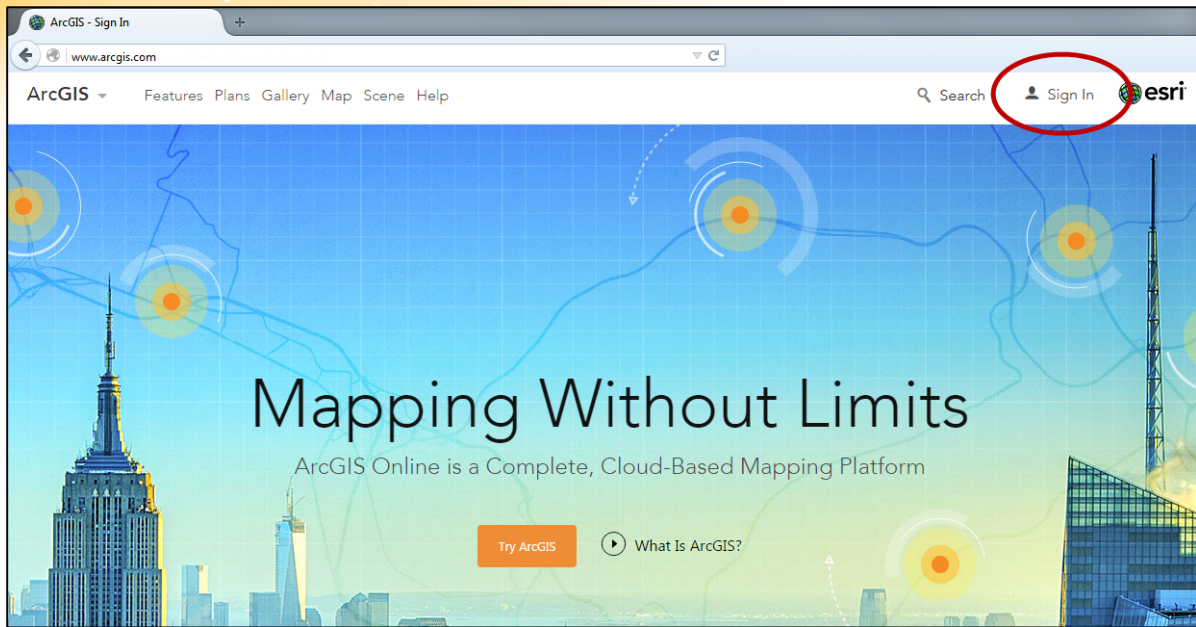 ArcGIS - Sign In
www.arcgis.com
ArcGIS Features Plans Gallery Map Scene Help Search Sign In esri
Mapping Without Limits
ArcGIS Online is a Complete, Cloud-Based Mapping Platform
Try ArcGIS What Is ArcGIS?